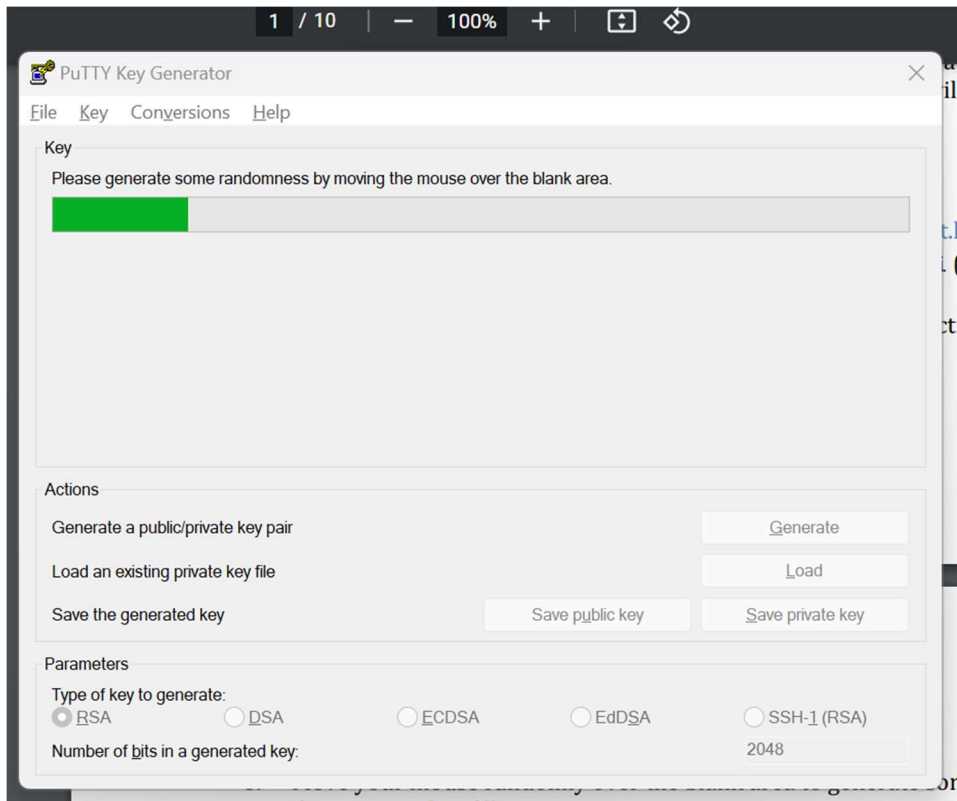 1 / 10 100%
PuTTY Key Generator
File Key Conversions Help
Key
Please generate some randomness by moving the mouse over the blank area.
Actions
Generate a public/private key pair Generate
Load an existing private key file Load
Save the generated key Save public key Save private key
Parameters
Type of key to generate:
RSA DSA ECDSA EdDSA SSH-1 (RSA)
Number of bits in a generated key: 2048